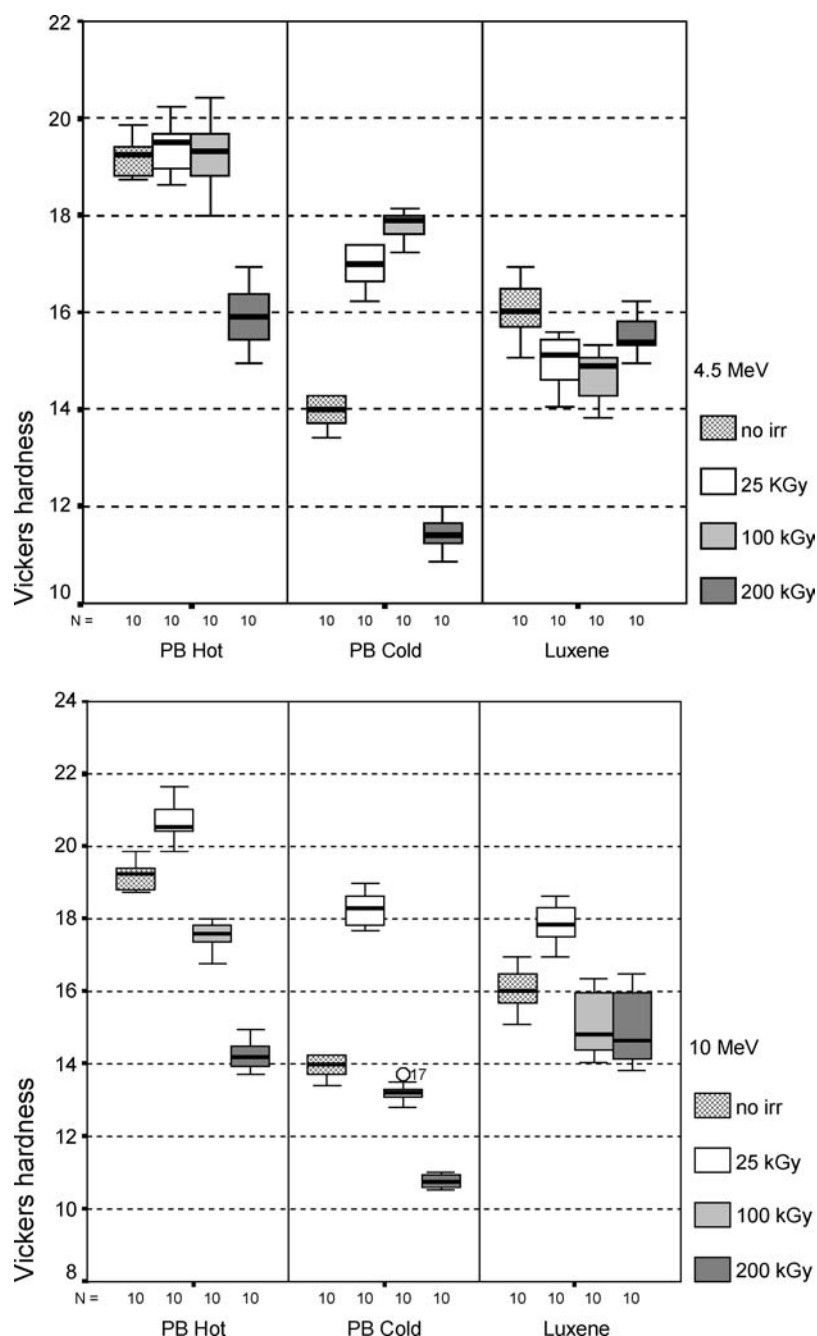 22
20
18
16
14
12
10
Vickers hardness
N = 10 10 10 10 10 10 10 10 10 10 10 10
PB Hot PB Cold Luxene
4.5 MeV
no irr
25 KGy
100 kGy
200 kGy
24
22
20
18
16
14
12
10
8
Vickers hardness
17
N = 10 10 10 10 10 10 10 10 10 10 10 10
PB Hot PB Cold Luxene
10 MeV
no irr
25 kGy
100 kGy
200 kGy